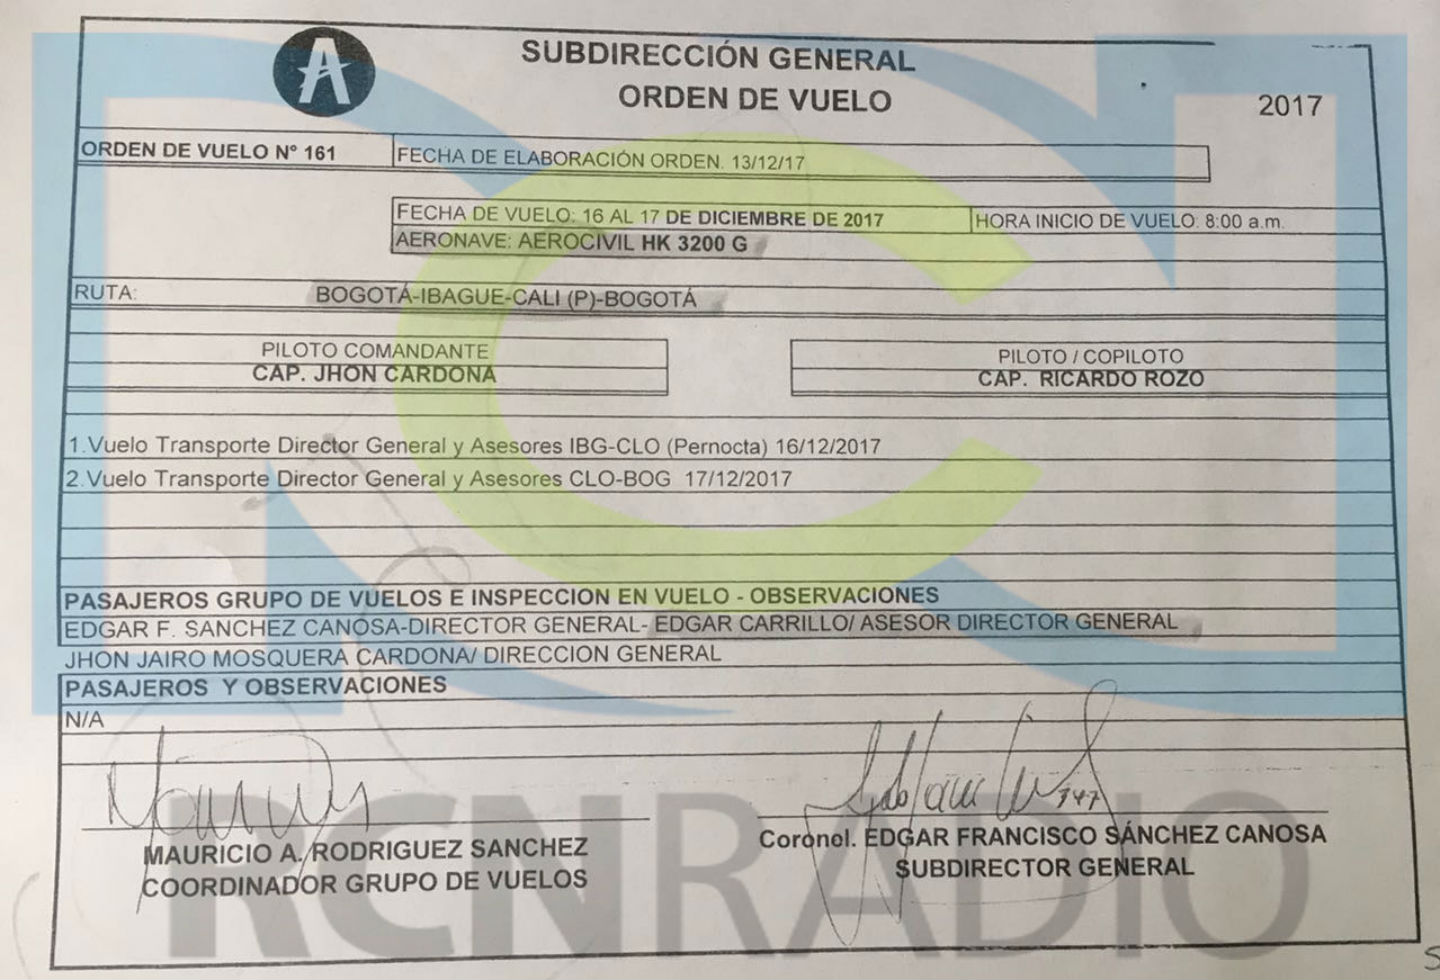 SUBDIRECCIÓN GENERAL
ORDEN DE VUELO
2017
ORDEN DE VUELO Nº 161
FECHA DE ELABORACIÓN ORDEN. 13/12/17
FECHA DE VUELO: 16 AL 17 DE DICIEMBRE DE 2017
HORA INICIO DE VUELO: 8:00 a.m.
AERONAVE: AEROCIVIL HK 3200 G
RUTA:
BOGOTÁ-IBAGUE-CALI (P)-BOGOTÁ
PILOTO COMANDANTE
CAP. JHON CARDONA
PILOTO / COPILOTO
CAP. RICARDO ROZO
1.Vuelo Transporte Director General y Asesores IBG-CLO (Pernocta) 16/12/2017
2.Vuelo Transporte Director General y Asesores CLO-BOG 17/12/2017
PASAJEROS GRUPO DE VUELOS E INSPECCION EN VUELO - OBSERVACIONES
EDGAR F. SANCHEZ CANOSA-DIRECTOR GENERAL- EDGAR CARRILLO/ ASESOR DIRECTOR GENERAL
JHON JAIRO MOSQUERA CARDONA/ DIRECCION GENERAL
PASAJEROS Y OBSERVACIONES
N/A
MAURICIO A. RODRIGUEZ SANCHEZ
COORDINADOR GRUPO DE VUELOS
Coronel. EDGAR FRANCISCO SÁNCHEZ CANOSA
SUBDIRECTOR GENERAL
RCNRADIO